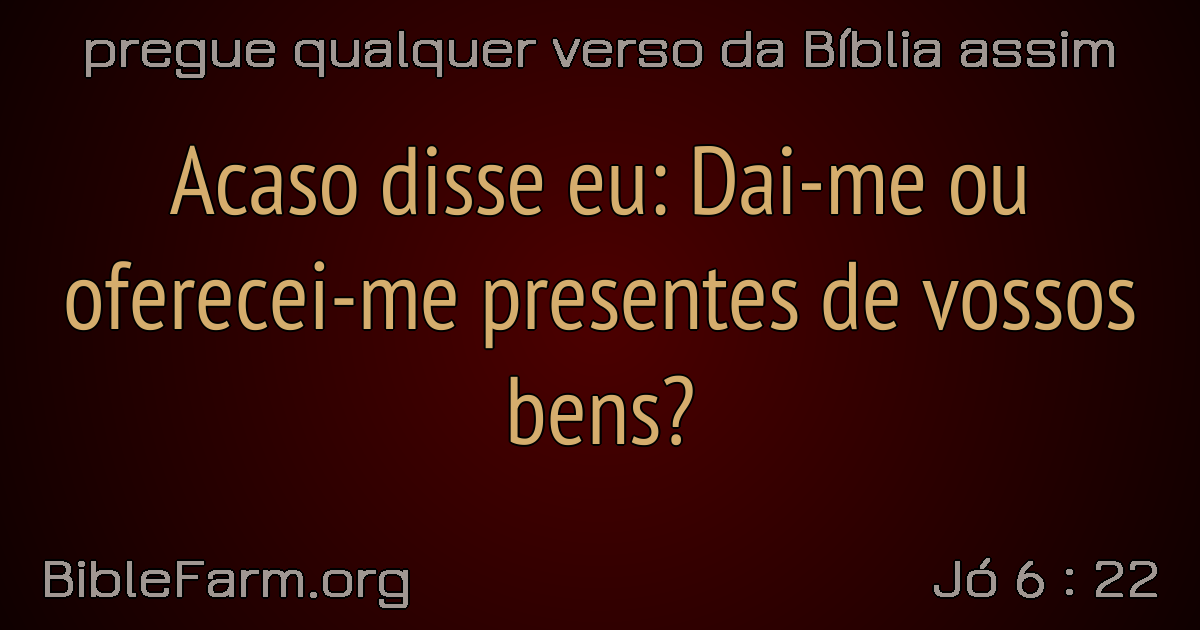 pregue qualquer verso da Bíblia assim
Acaso disse eu: Dai-me ou
oferecei-me presentes de vossos
bens?
BibleFarm.org
Jó 6 : 22